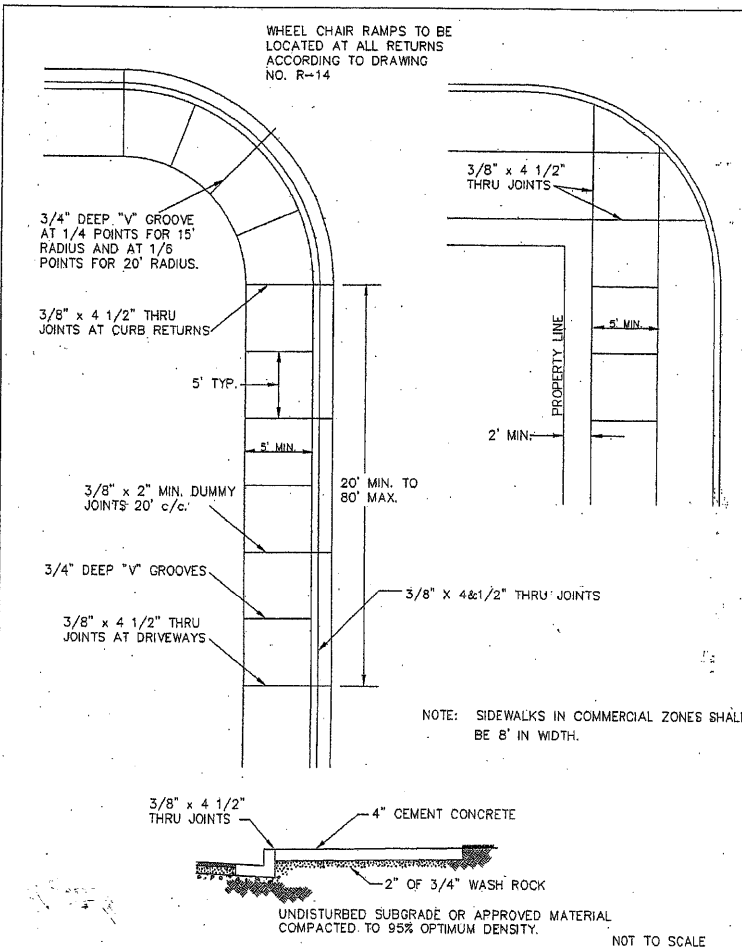 WHEEL CHAIR RAMPS TO BE
LOCATED AT ALL RETURNS
ACCORDING TO DRAWING
NO. R-14
3/4" DEEP "V" GROOVE
AT 1/4 POINTS FOR 15'
RADIUS AND AT 1/6
POINTS FOR 20' RADIUS.
3/8" x 4 1/2" THRU
JOINTS AT CURB RETURNS
5' TYP.
5' MIN.
3/8" x 2" MIN. DUMMY
JOINTS 20' c/c.
3/4" DEEP "V" GROOVES
3/8" x 4 1/2" THRU
JOINTS AT DRIVEWAYS
20' MIN. TO
80' MAX.
3/8" X 4&1/2" THRU JOINTS
3/8" x 4 1/2"
THRU JOINTS
PROPERTY LINE
5' MIN.
2' MIN.
NOTE: SIDEWALKS IN COMMERCIAL ZONES SHALL
BE 8' IN WIDTH.
3/8" x 4 1/2"
THRU JOINTS
4" CEMENT CONCRETE
2" OF 3/4" WASH ROCK
UNDISTURBED SUBGRADE OR APPROVED MATERIAL
COMPACTED TO 95% OPTIMUM DENSITY.
NOT TO SCALE